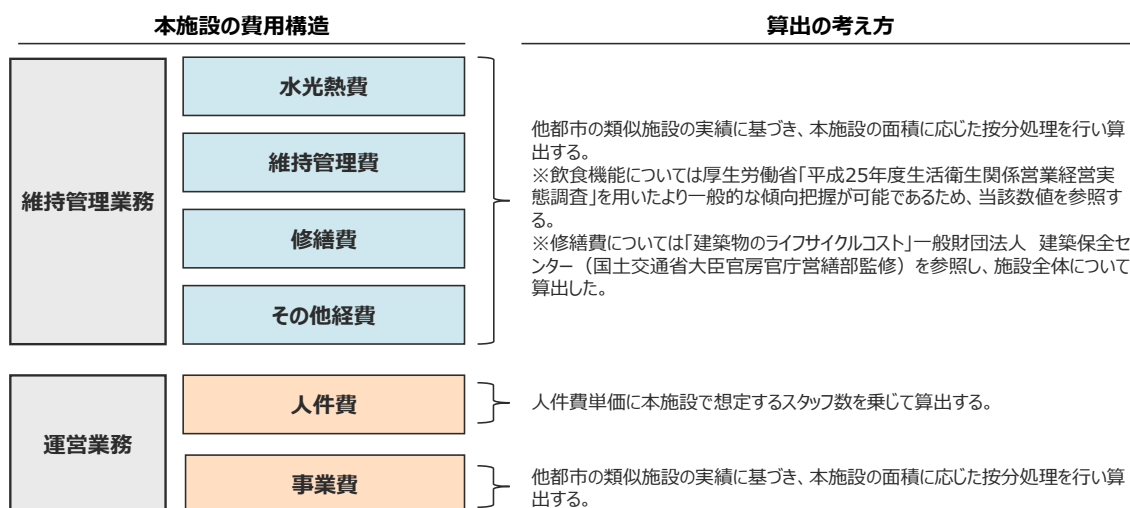 本施設の費用構造
算出の考え方
維持管理業務
水光熱費
維持管理費
修繕費
その他経費
他都市の類似施設の実績に基づき、本施設の面積に応じた按分処理を行い算
出する。
※飲食機能については厚生労働省「平成25年度生活衛生関係営業経営実
態調査」を用いたより一般的な傾向把握が可能であるため、当該数値を参照す
る。
※修繕費については「建築物のライフサイクルコスト」一般財団法人 建築保全セ
ンター（国土交通省大臣官房官庁営繕部監修）を参照し、施設全体について
算出した。
運営業務
人件費
人件費単価に本施設で想定するスタッフ数を乗じて算出する。
事業費
他都市の類似施設の実績に基づき、本施設の面積に応じた按分処理を行い算
出する。